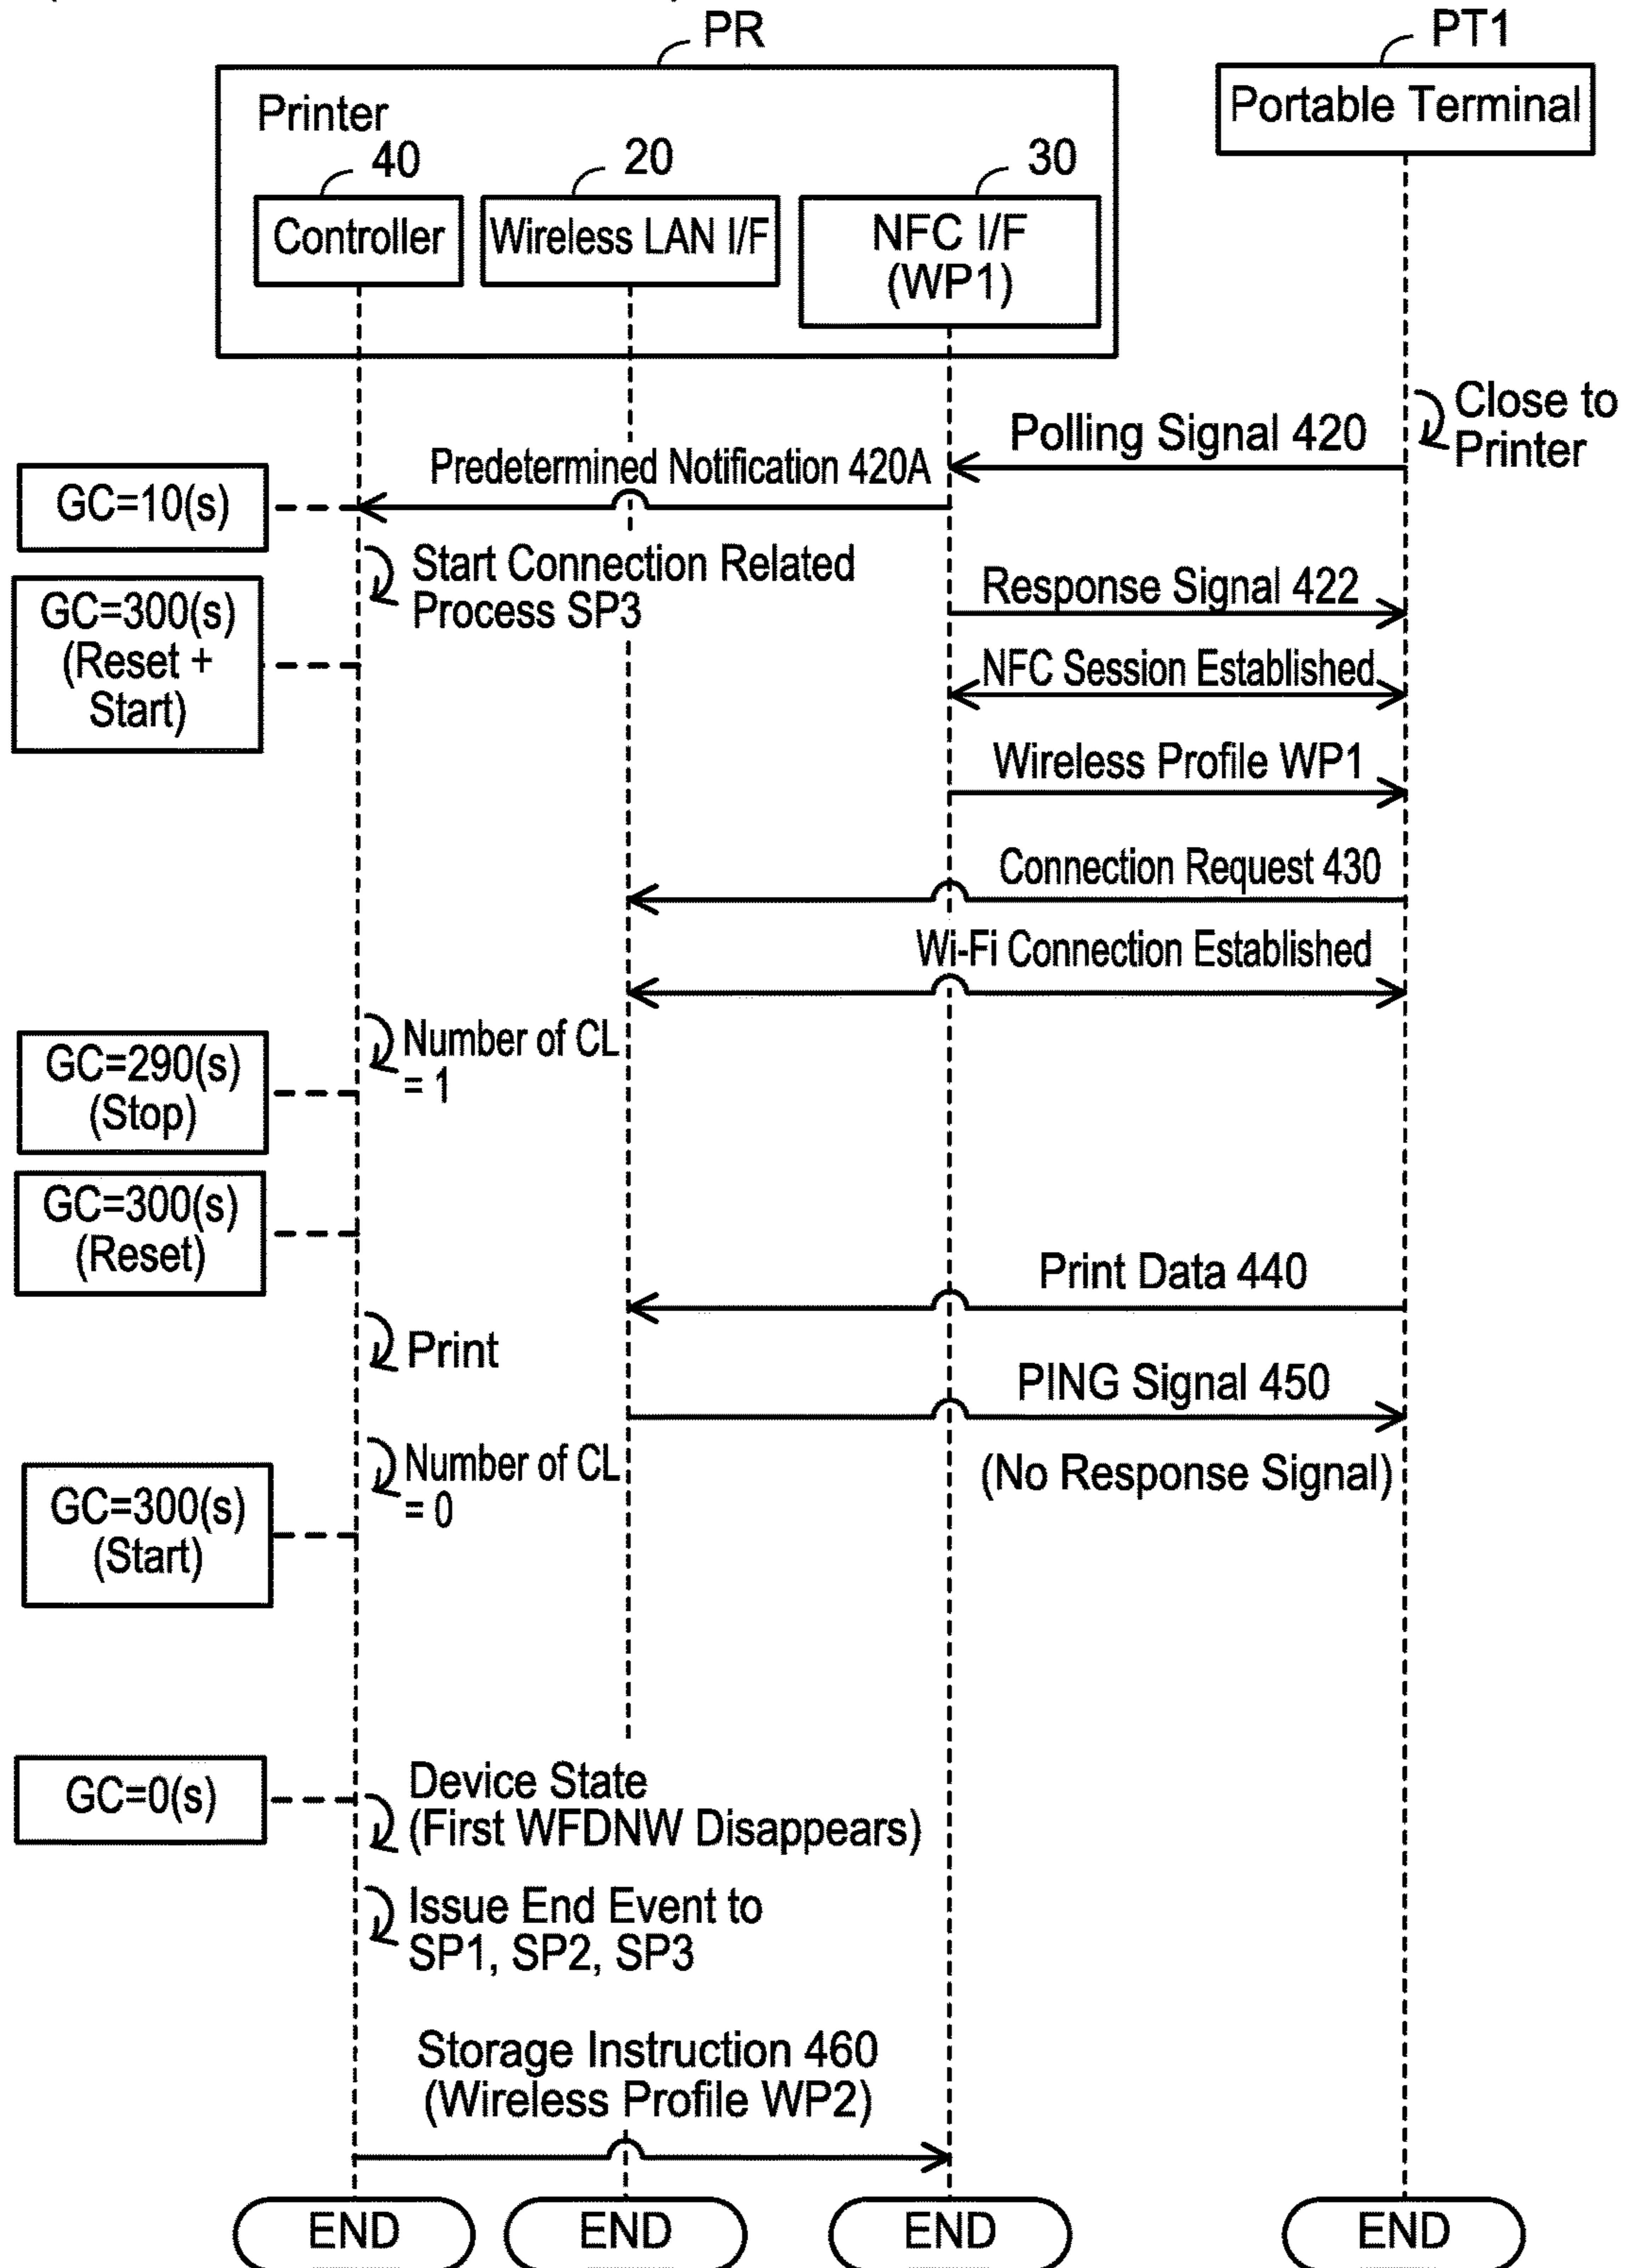 PR
PT1
Printer
Portable Terminal
40
20
30
Controller
Wireless LAN I/F
NFC I/F
(WP1)
Close to
Printer
Polling Signal 420
Predetermined Notification 420A
GC=10(s)
Start Connection Related
Process SP3
Response Signal 422
GC=300(s)
(Reset +
Start)
NFC Session Established
Wireless Profile WP1
Connection Request 430
Wi-Fi Connection Established
Number of CL
= 1
GC=290(s)
(Stop)
GC=300(s)
(Reset)
Print Data 440
Print
PING Signal 450
Number of CL
= 0
(No Response Signal)
GC=300(s)
(Start)
GC=0(s)
Device State
(First WFDNW Disappears)
Issue End Event to
SP1, SP2, SP3
Storage Instruction 460
(Wireless Profile WP2)
END
END
END
END